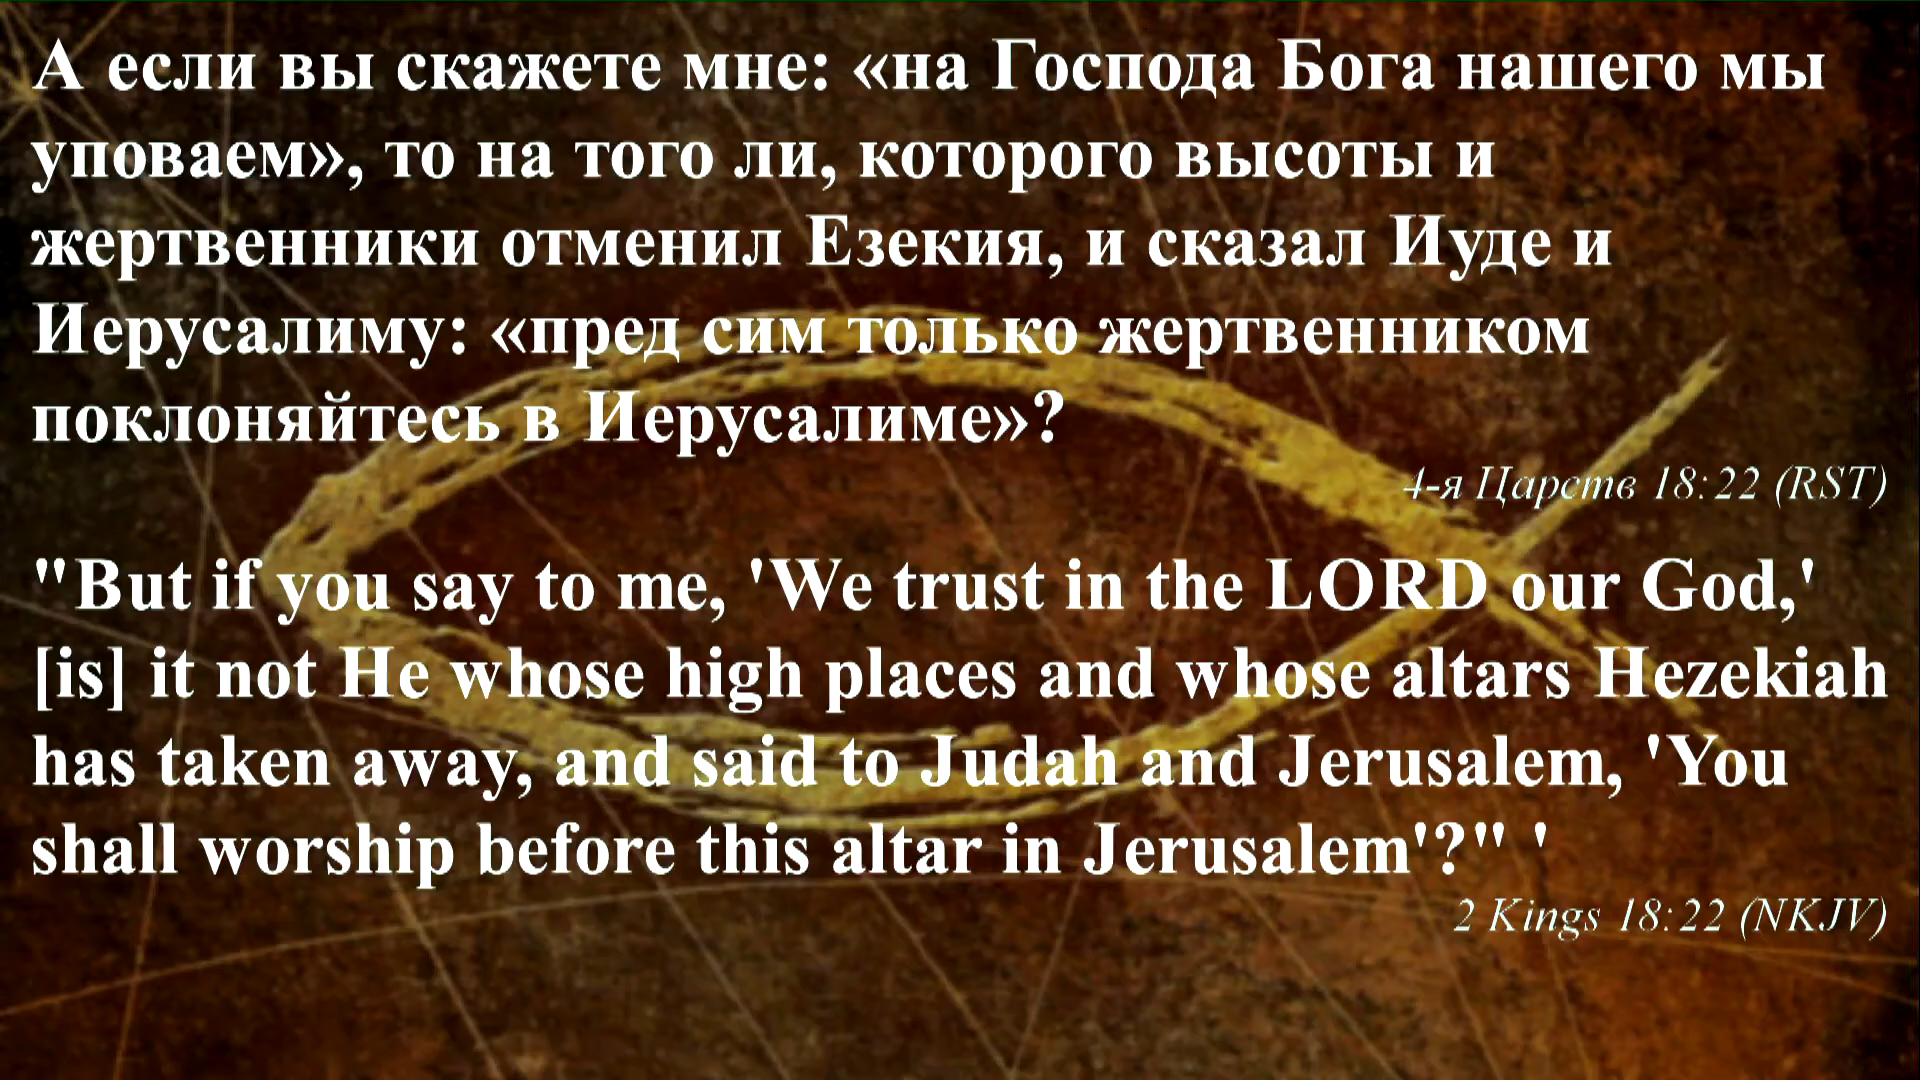 А если вы скажете мне: «на Господа Бога нашего мы
уповаем», то на того ли, которого высоты и
жертвенники отменил Езекия, и сказал Иуде и
Иерусалиму: «пред сим только жертвенником
поклоняйтесь в Иерусалиме»?
4-я Царств 18:22 (RST)
"But if you say to me, 'We trust in the LORD our God,'
[is] it not He whose high places and whose altars Hezekiah
has taken away, and said to Judah and Jerusalem, 'You
shall worship before this altar in Jerusalem'?" '
2 Kings 18:22 (NKJV)